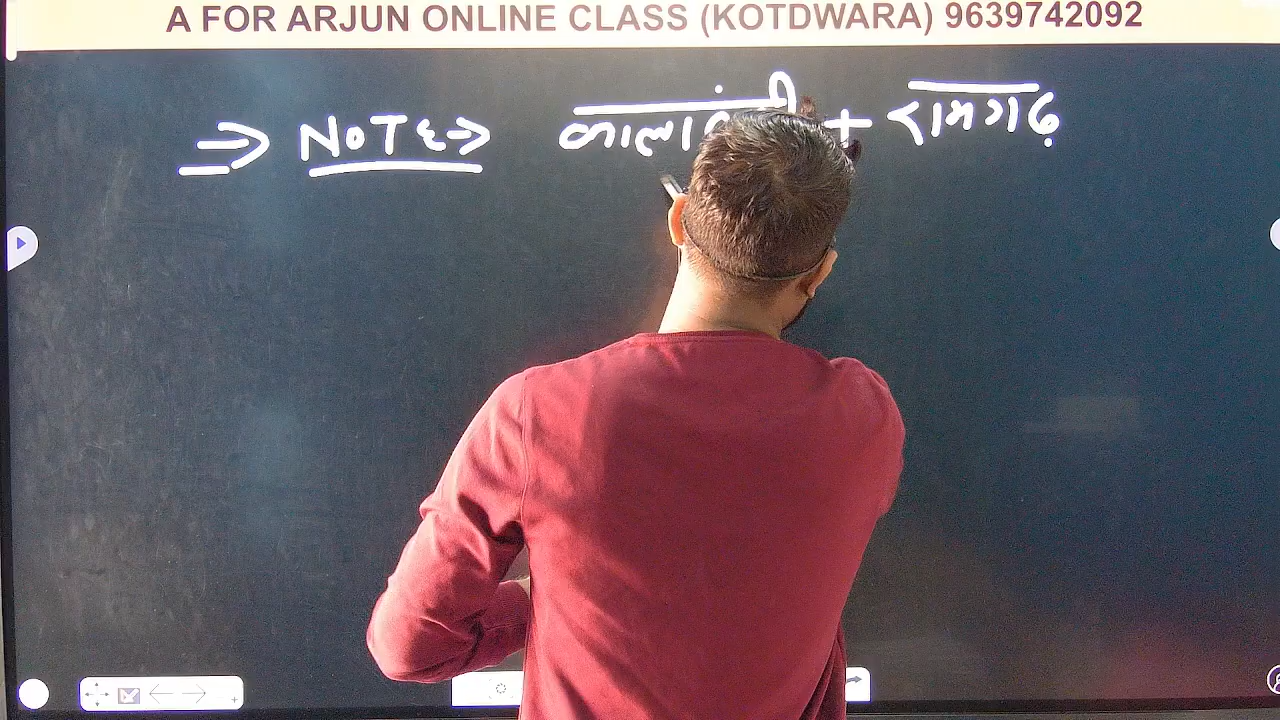 A FOR ARJUN ONLINE CLASS (KOTDWARA) 9639742092
⇒ NOTE → + रामगढ़